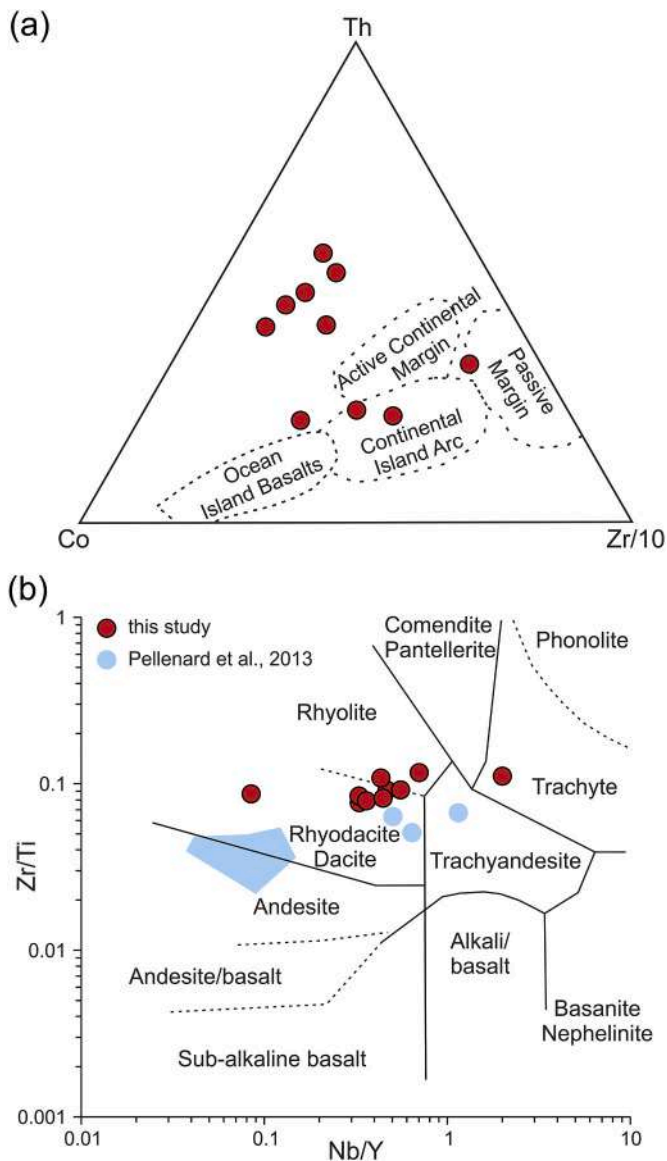 (a)
Th
Active Continental
Margin
Passive
Margin
Continental
Island Arc
Ocean
Island Basalts
Co
Zr/10
(b)
1
this study
Pellenard et al., 2013
Comendite
Pantellerite
Phonolite
Rhyolite
0.1
Trachyte
Zr/Ti
Rhyodacite
Dacite
Trachyandesite
Andesite
0.01
Alkali/
basalt
Andesite/basalt
Basanite
Nephelinite
Sub-alkaline basalt
0.001
0.01
0.1
1
10
Nb/Y